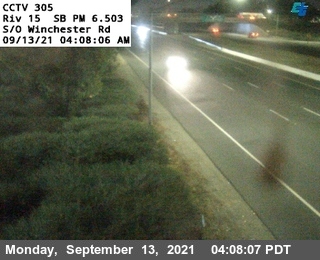 CCTV 305
Riv 15 SB PM 6.503
S/O Winchester Rd
09/13/21 04:08:06 AM
Monday, September 13, 2021 04:08:07 PDT